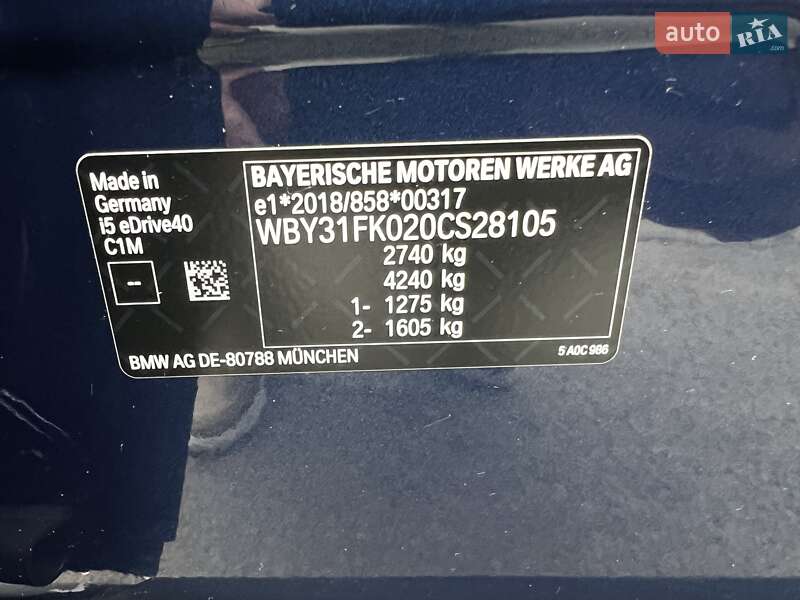 auto RIA
.com
Made in
Germany
i5 eDrive40
C1M
--
BAYERISCHE MOTOREN WERKE AG
e1*2018/858*00317
WBY31FK020CS28105
2740 kg
4240 kg
1- 1275 kg
2- 1605 kg
BMW AG DE-80788 MÜNCHEN
5 A0C 986